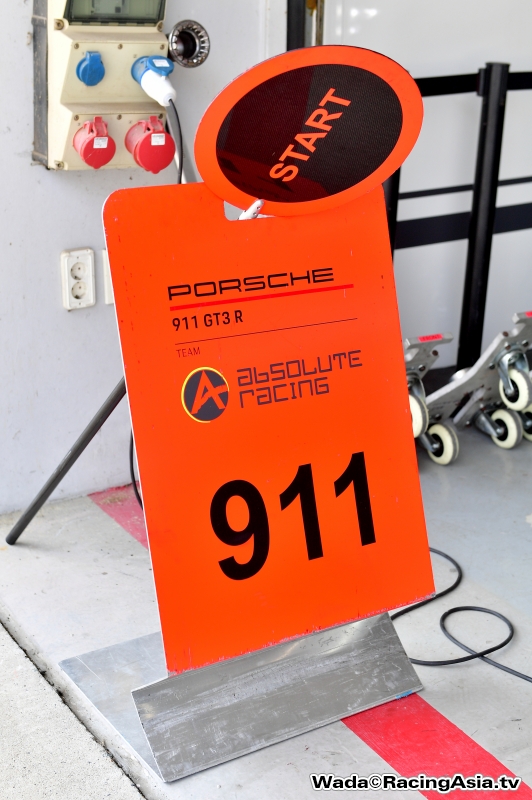 START
PORSCHE
911 GT3 R
TEAM
absolute
racing
911
Wada©RacingAsia.tv